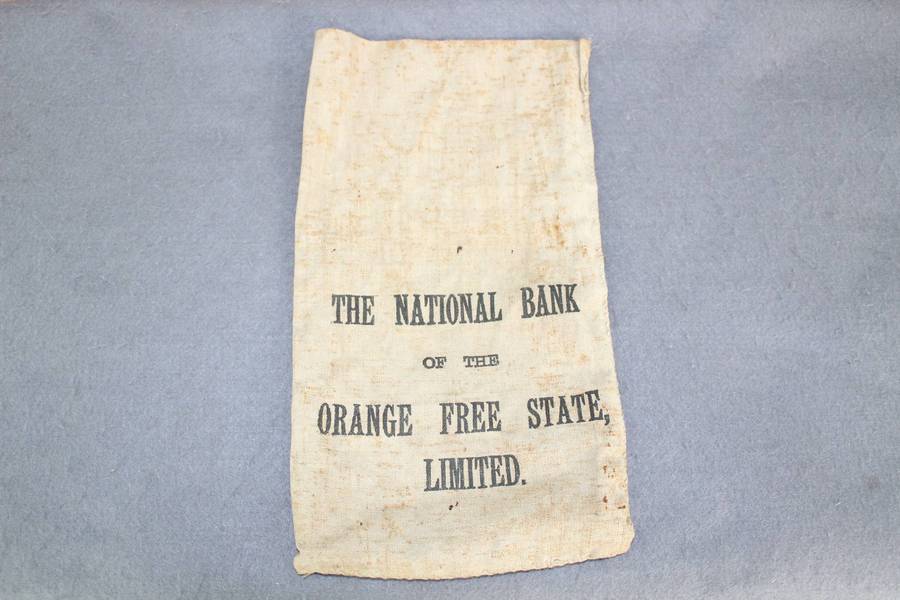 THE NATIONAL BANK
OF THE
ORANGE FREE STATE,
LIMITED.